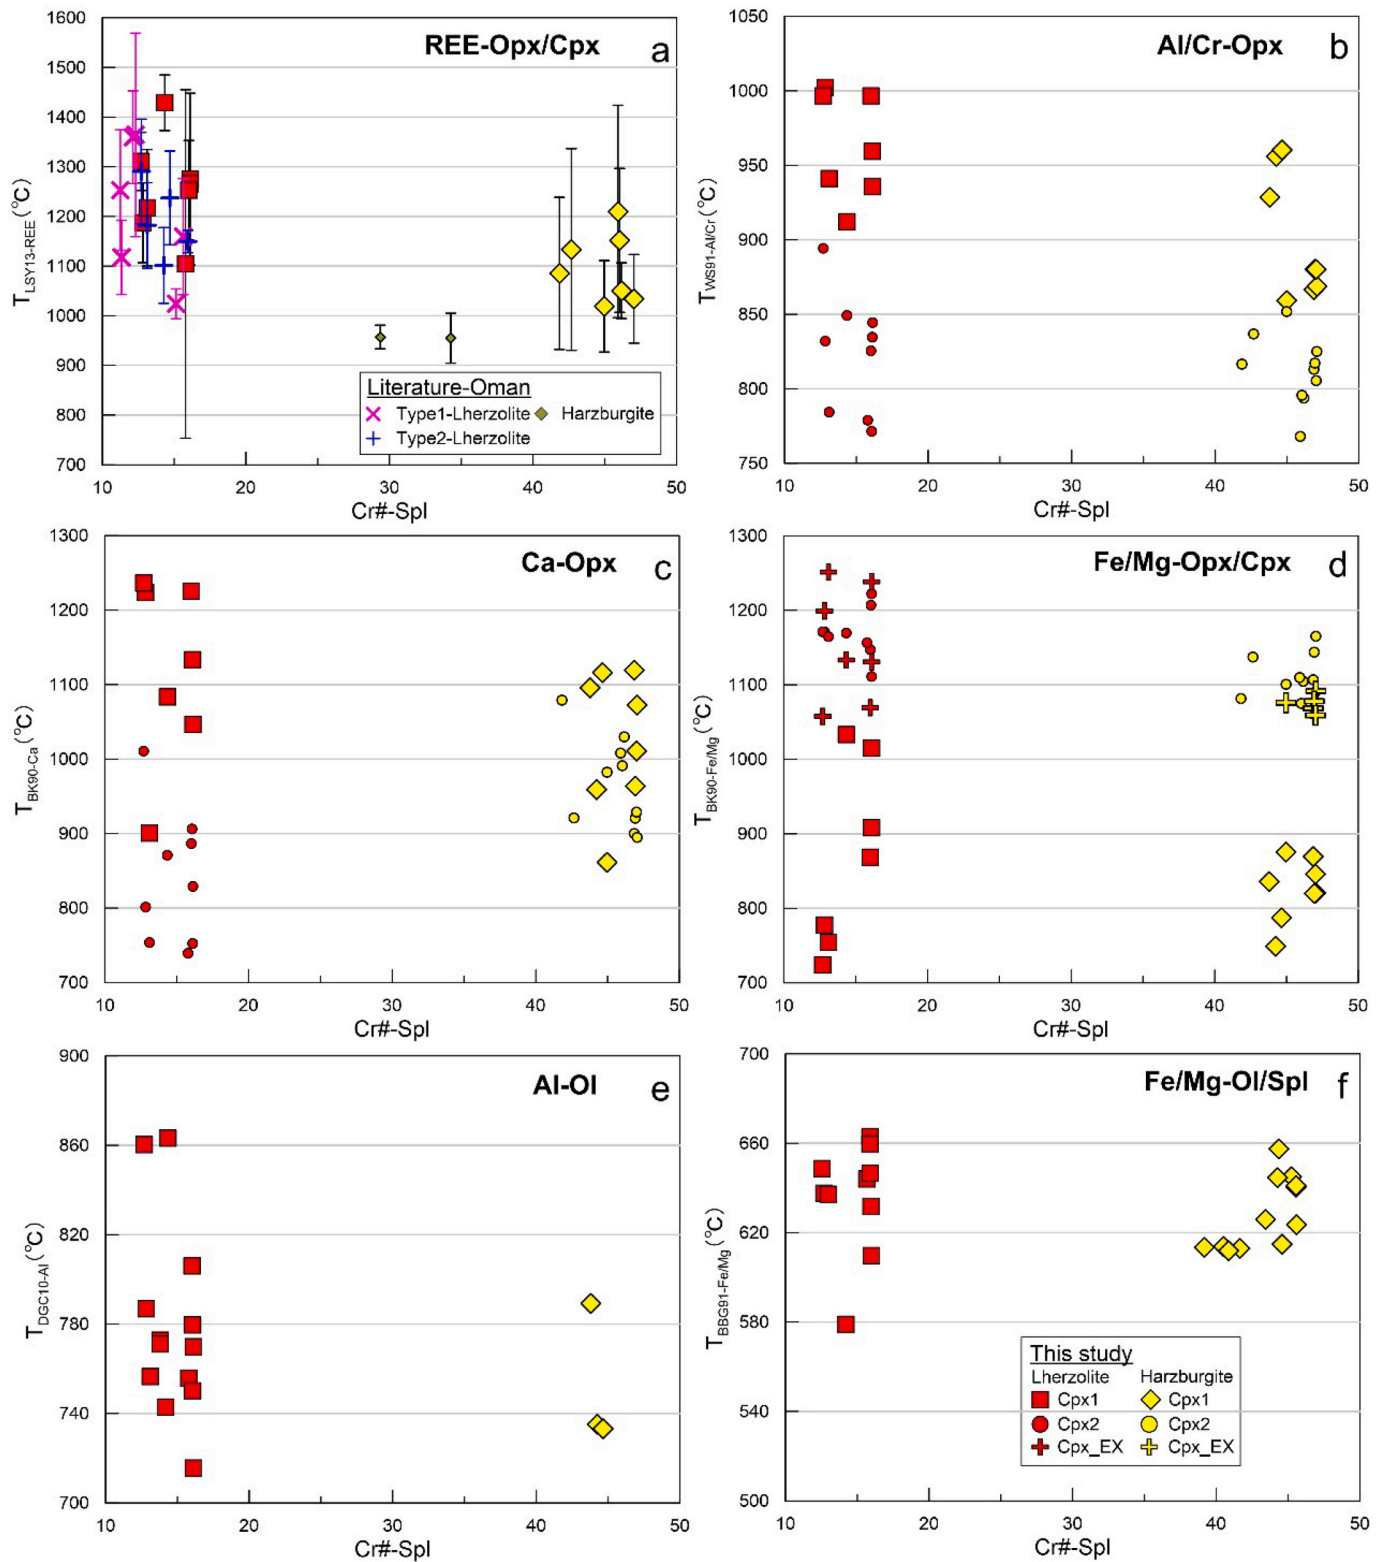 REE-Opx/Cpx a
T LSY13-REE (°C)
1600
1500
1400
1300
1200
1100
1000
900
800
700
Literature-Oman
Type1-Lherzolite Harzburgite
Type2-Lherzolite
10 20 30 40 50
Cr#-Spl
Al/Cr-Opx b
T WS91-Al/Cr (°C)
1050
1000
950
900
850
800
750
10 20 30 40 50
Cr#-Spl
Ca-Opx c
T BK90-Ca (°C)
1300
1200
1100
1000
900
800
700
10 20 30 40 50
Cr#-Spl
Fe/Mg-Opx/Cpx d
T BK90-Fe/Mg (°C)
1300
1200
1100
1000
900
800
700
10 20 30 40 50
Cr#-Spl
Al-Ol e
T DGC10-Al (°C)
900
860
820
780
740
700
10 20 30 40 50
Cr#-Spl
Fe/Mg-Ol/Spl f
T BBG91-Fe/Mg (°C)
700
660
620
580
540
500
This study
Lherzolite Harzburgite
Cpx1 Cpx1
Cpx2 Cpx2
Cpx_EX Cpx_EX
10 20 30 40 50
Cr#-Spl